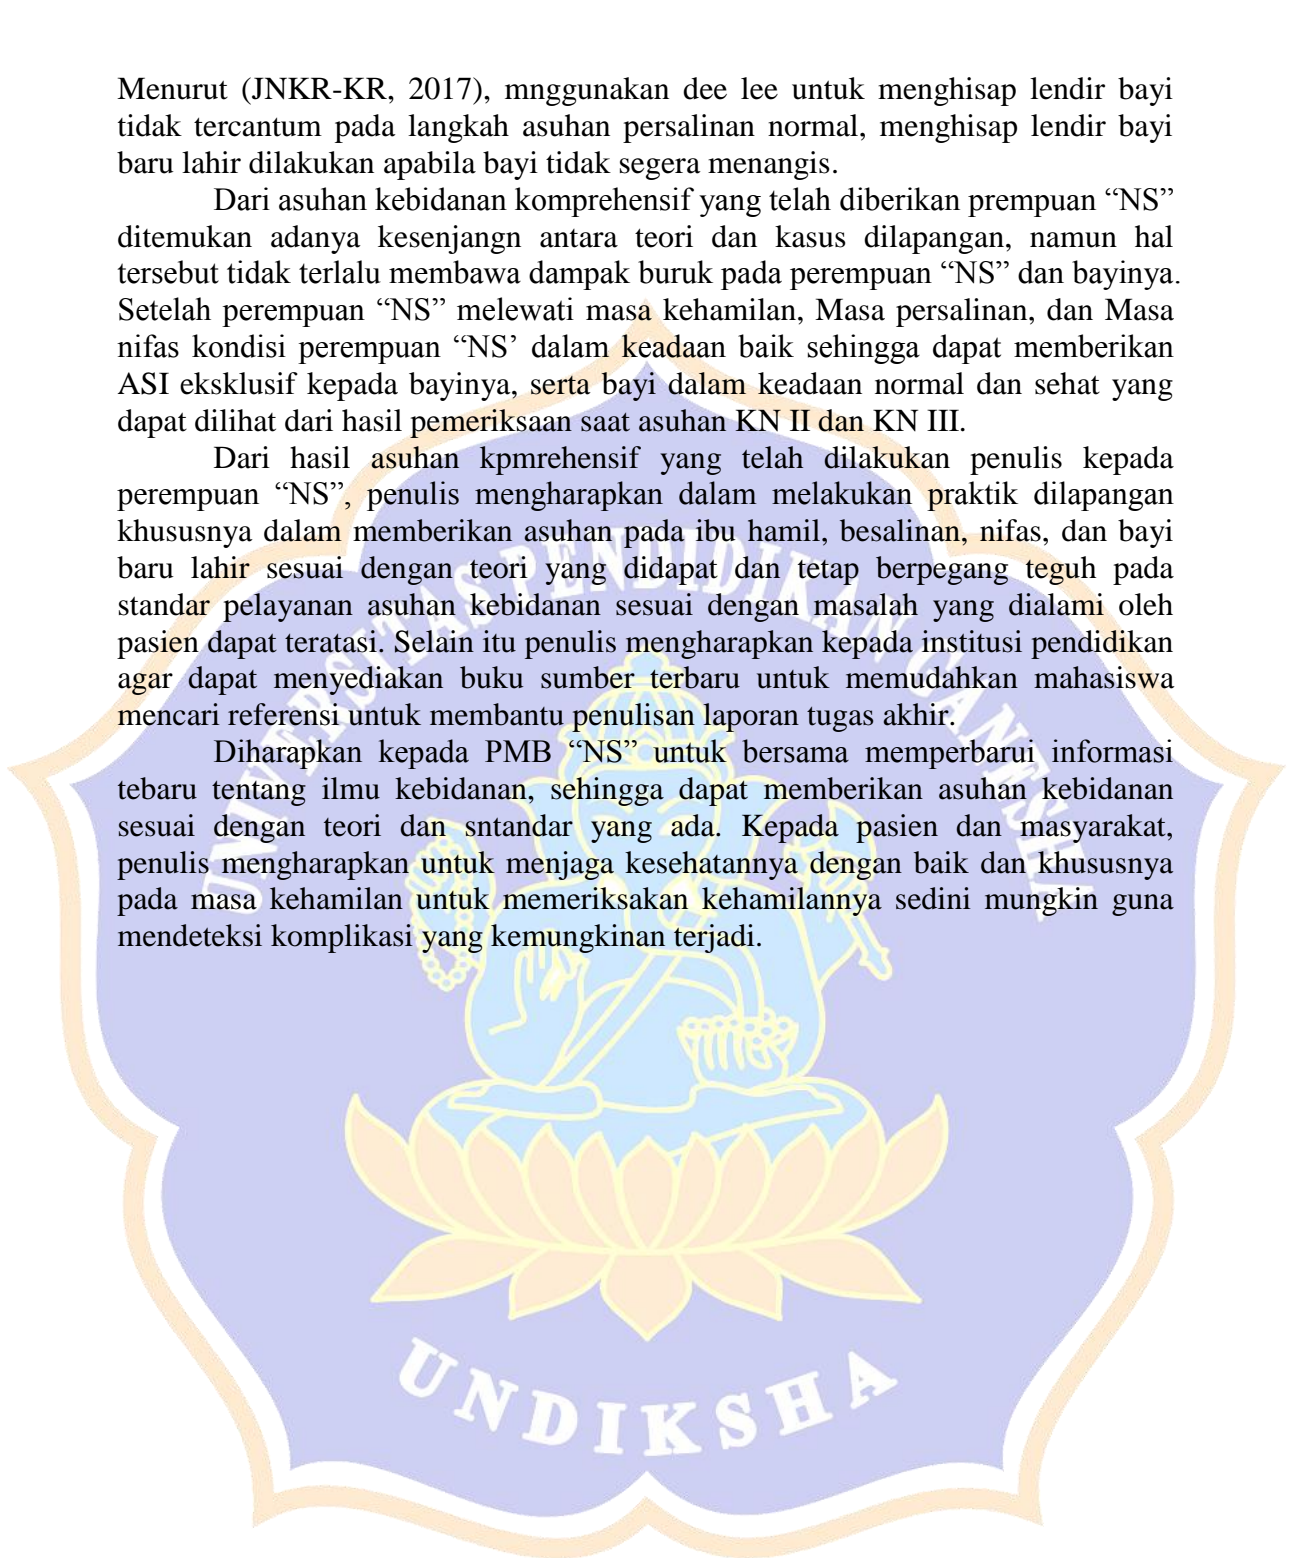 Menurut (JNKR-KR, 2017), mnggunakan dee lee untuk menghisap lendir bayi
tidak tercantum pada langkah asuhan persalinan normal, menghisap lendir bayi
baru lahir dilakukan apabila bayi tidak segera menangis.
Dari asuhan kebidanan komprehensif yang telah diberikan prempuan “NS”
ditemukan adanya kesenjangn antara teori dan kasus dilapangan, namun hal
tersebut tidak terlalu membawa dampak buruk pada perempuan “NS” dan bayinya.
Setelah perempuan “NS” melewati masa kehamilan, Masa persalinan, dan Masa
nifas kondisi perempuan “NS’ dalam keadaan baik sehingga dapat memberikan
ASI eksklusif kepada bayinya, serta bayi dalam keadaan normal dan sehat yang
dapat dilihat dari hasil pemeriksaan saat asuhan KN II dan KN III.
Dari hasil asuhan kpmrehensif yang telah dilakukan penulis kepada
perempuan “NS”, penulis mengharapkan dalam melakukan praktik dilapangan
khususnya dalam memberikan asuhan pada ibu hamil, besalinan, nifas, dan bayi
baru lahir sesuai dengan teori yang didapat dan tetap berpegang teguh pada
standar pelayanan asuhan kebidanan sesuai dengan masalah yang dialami oleh
pasien dapat teratasi. Selain itu penulis mengharapkan kepada institusi pendidikan
agar dapat menyediakan buku sumber terbaru untuk memudahkan mahasiswa
mencari referensi untuk membantu penulisan laporan tugas akhir.
Diharapkan kepada PMB “NS” untuk bersama memperbarui informasi
tebaru tentang ilmu kebidanan, sehingga dapat memberikan asuhan kebidanan
sesuai dengan teori dan sntandar yang ada. Kepada pasien dan masyarakat,
penulis mengharapkan untuk menjaga kesehatannya dengan baik dan khususnya
pada masa kehamilan untuk memeriksakan kehamilannya sedini mungkin guna
mendeteksi komplikasi yang kemungkinan terjadi.
UNIVERSITAS PENDIDIKAN GANESHA
UNDIKSHA